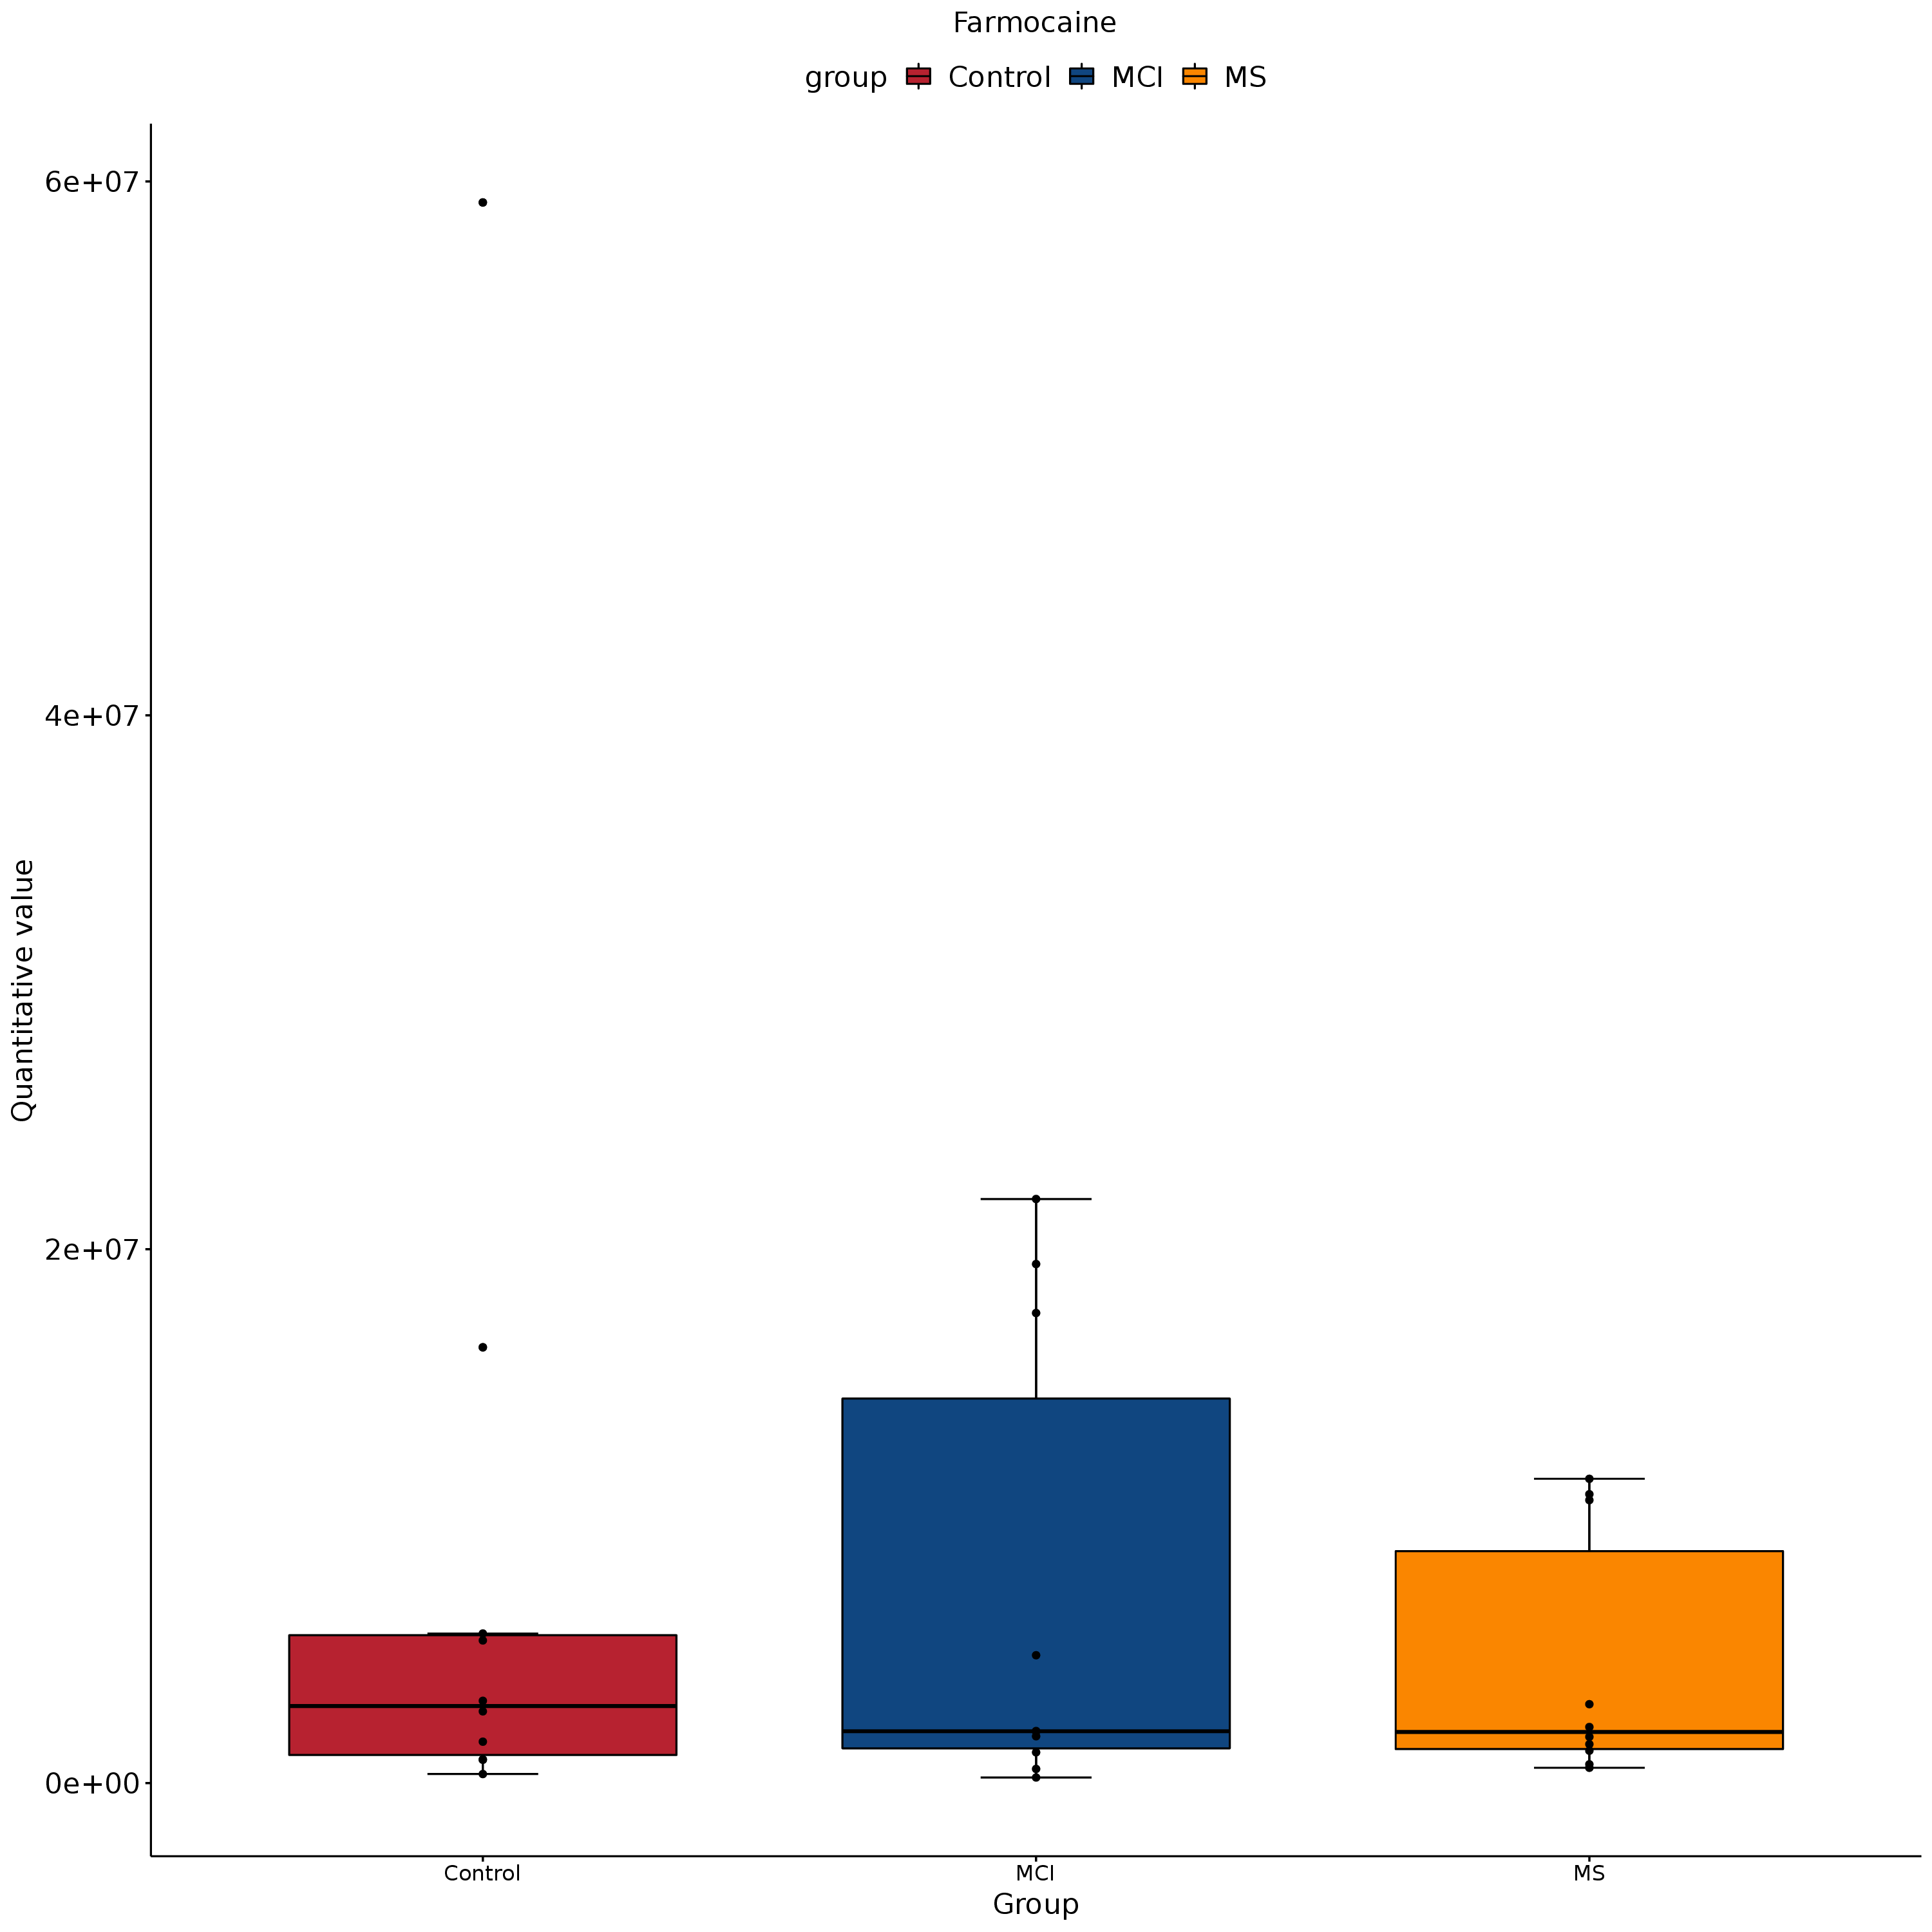 Farmocaine
group Control MCI MS
6e+07
4e+07
2e+07
0e+00
Quantitative value
Control MCI MS
Group